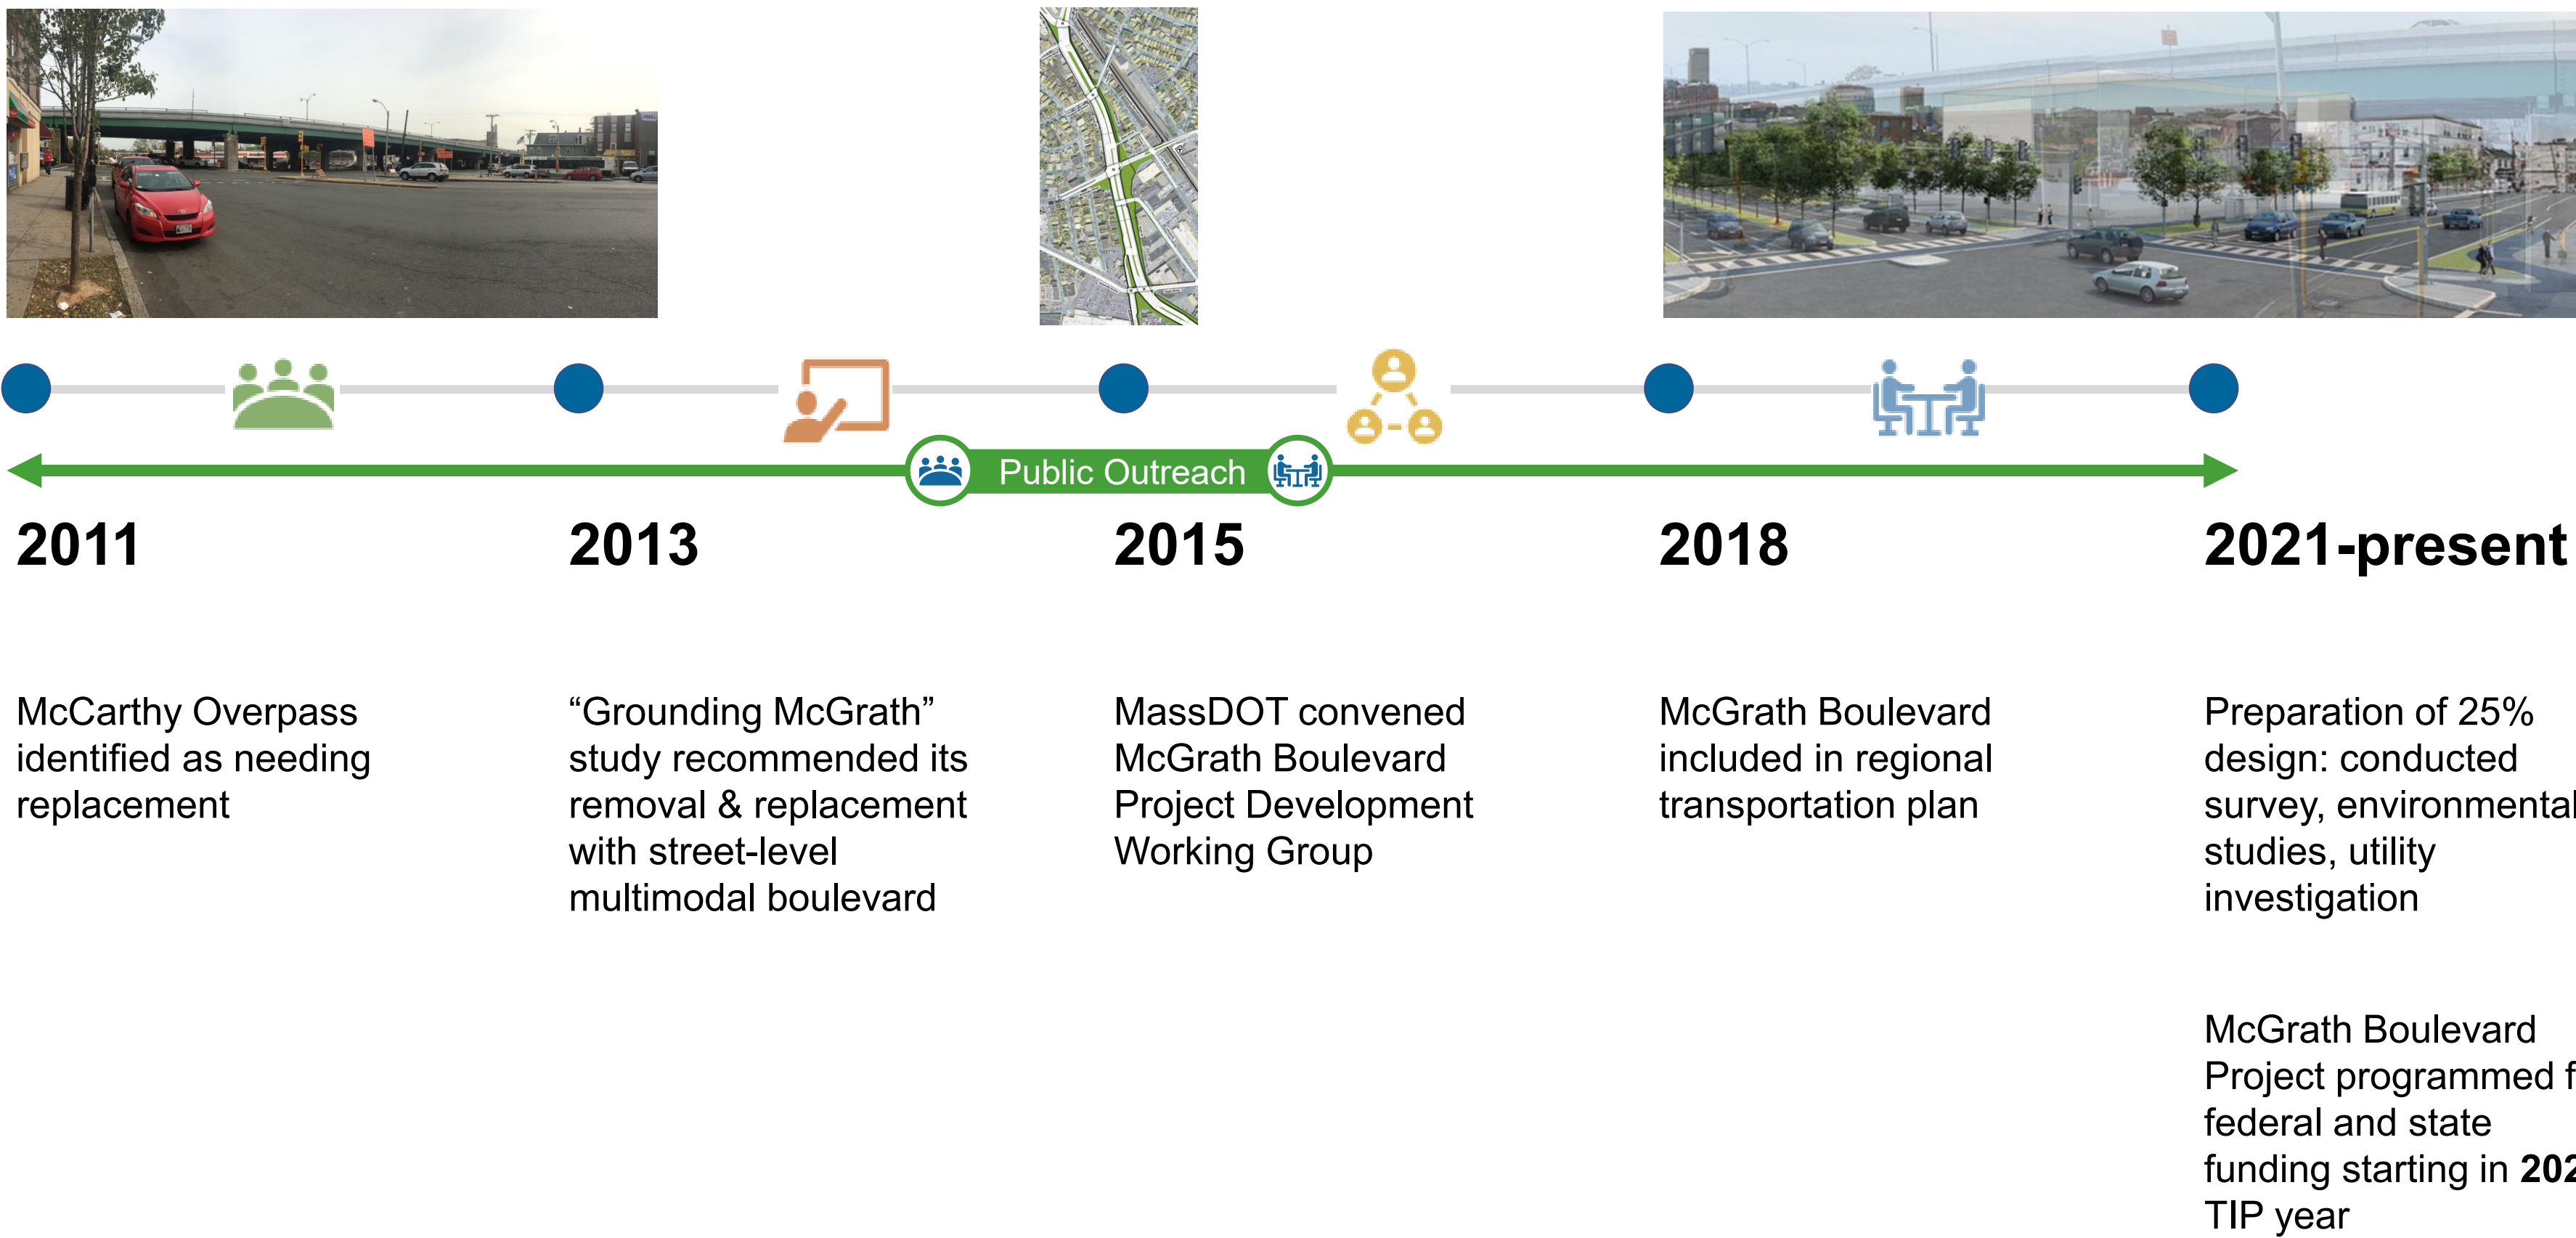 Public Outreach
2011
2013
2015
2018
2021-present
McCarthy Overpass
identified as needing
replacement
“Grounding McGrath”
study recommended its
removal & replacement
with street-level
multimodal boulevard
MassDOT convened
McGrath Boulevard
Project Development
Working Group
McGrath Boulevard
included in regional
transportation plan
Preparation of 25%
design: conducted
survey, environmental
studies, utility
investigation
McGrath Boulevard
Project programmed
federal and state
funding starting in
TIP year